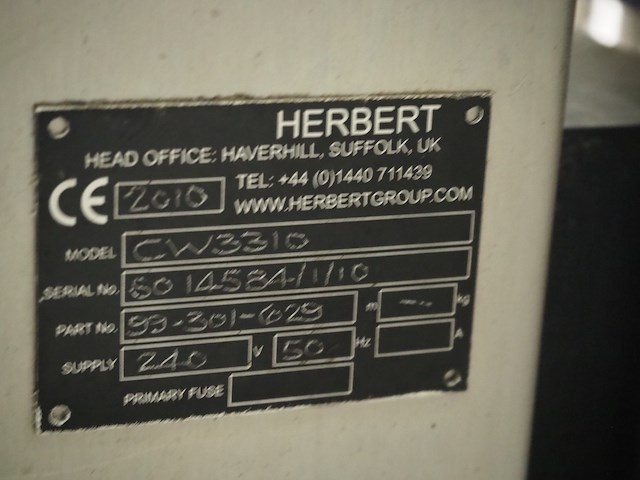 HERBERT
HEAD OFFICE: HAVERHILL, SUFFOLK, UK
CE 2010 TEL: +44 (0)1440 711439
WWW.HERBERTGROUP.COM
MODEL CW3310
SERIAL No. 6014584/1/10
PART No. 99-301-029 m --- kg
SUPPLY 240 V 50 Hz A
PRIMARY FUSE